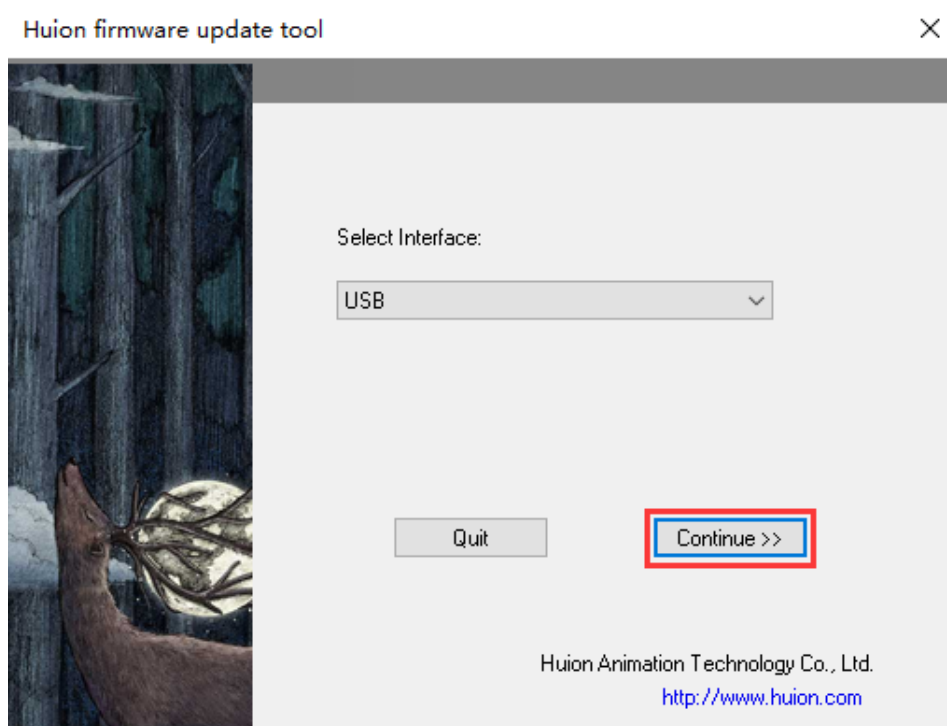 Huion firmware update tool
Select Interface:
USB
Quit
Continue >>
Huion Animation Technology Co., Ltd.
http://www.huion.com